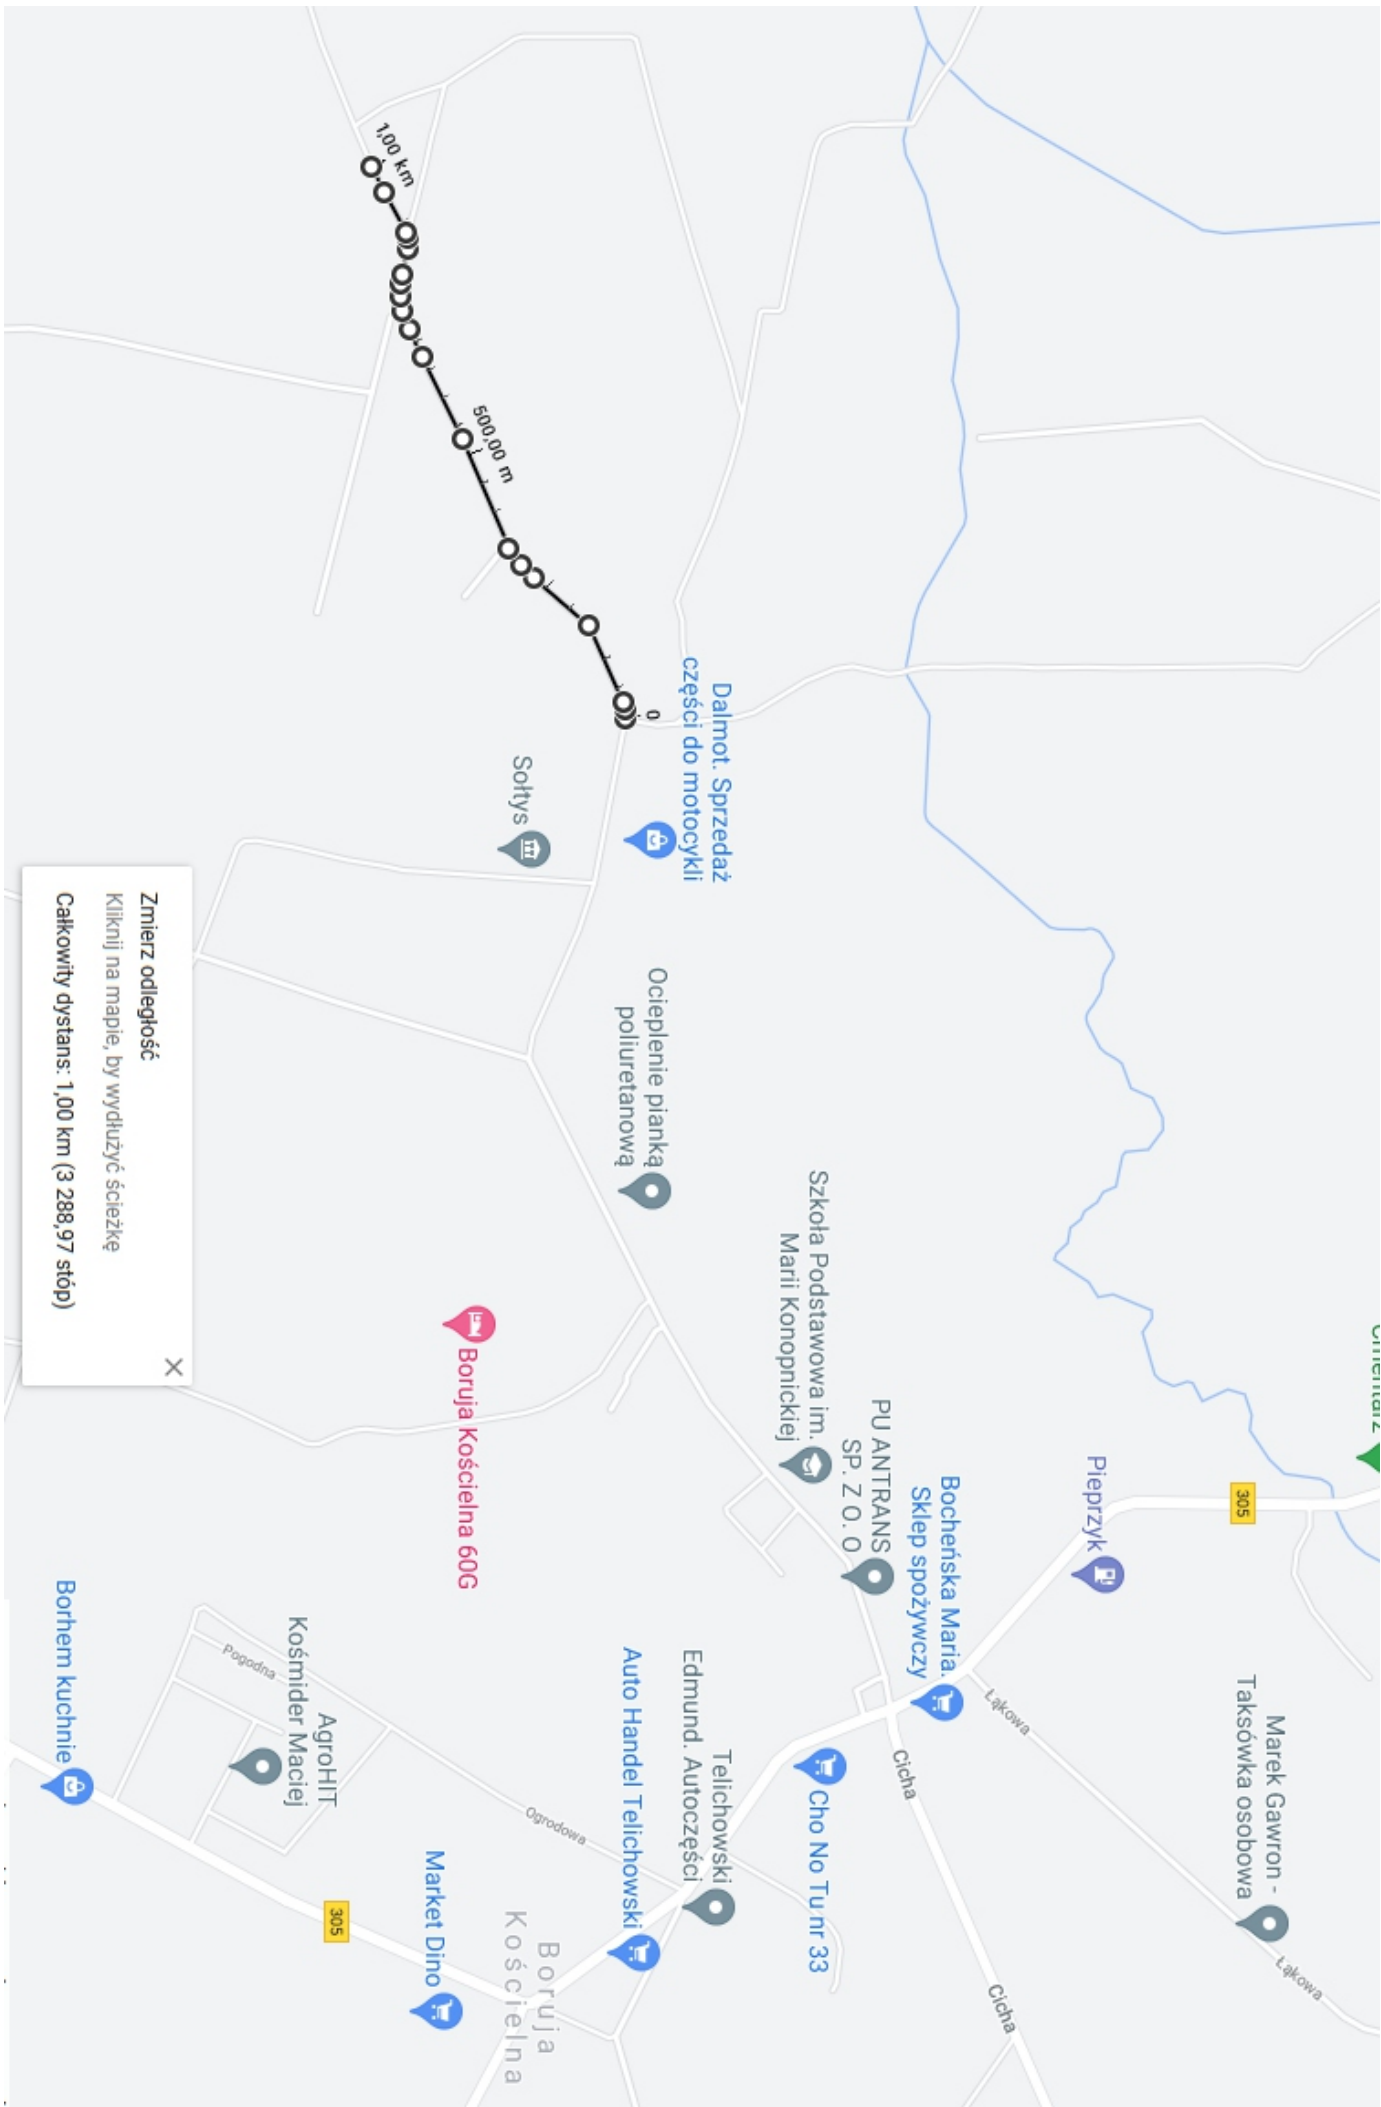 1,00 km
500,00 m
0
Dalmot. Sprzedaż
części do motocykli
Sołtys
Ocieplenie pianką
poliuretanową
Szkoła Podstawowa im.
Marii Konopnickiej
PU ANTRANS
SP. Z O. O
Bocheńska Maria.
Sklep spożywczy
Pieprzyk
305
Cmentarz
Boruja Kościelna 60G
Łąkowa
Marek Gawron -
Taksówka osobowa
Łąkowa
Cicha
Cho No Tu nr 33
Cicha
Telichowski
Edmund. Autoczęści
Auto Handel Telichowski
Ogrodowa
Pogodna
AgroHIT
Kośmider Maciej
Borhem kuchnie
305
Market Dino
Boruja
Kościelna
Zmierz odległość
Kliknij na mapie, by wydłużyć ścieżkę
Całkowity dystans: 1,00 km (3 288,97 stóp)